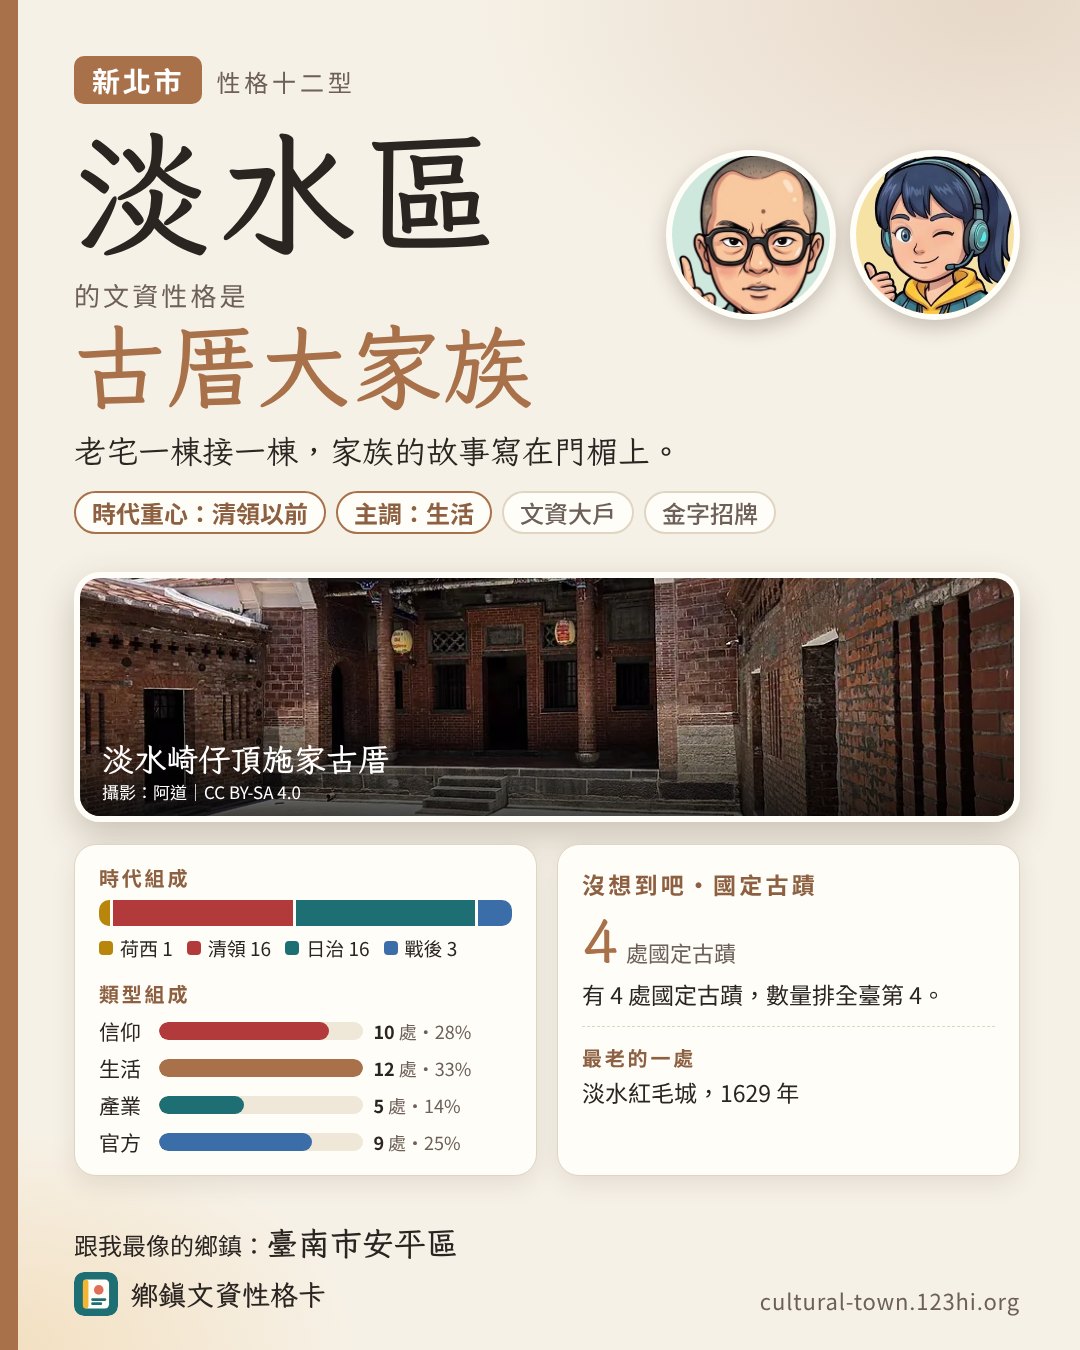 新北市 性格十二型
淡水區
的文資性格是
古厝大家族
老宅一棟接一棟，家族的故事寫在門楣上。
時代重心：清領以前 主調：生活 文資大戶 金字招牌
淡水崎仔頂施家古厝
攝影：阿道｜CC BY-SA 4.0
時代組成
荷西 1 清領 16 日治 16 戰後 3
類型組成
信仰 10 處・28%
生活 12 處・33%
產業 5 處・14%
官方 9 處・25%
沒想到吧・國定古蹟
4 處國定古蹟
有 4 處國定古蹟，數量排全臺第 4。
最老的一處
淡水紅毛城，1629 年
跟我最像的鄉鎮：臺南市安平區
鄉鎮文資性格卡
cultural-town.123hi.org